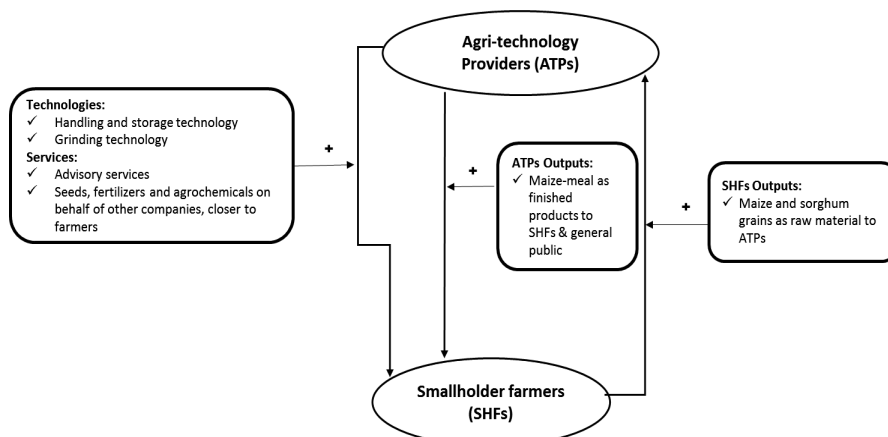 Agri-technology
Providers (ATPs)
Technologies:
✓ Handling and storage technology
✓ Grinding technology
Services:
✓ Advisory services
✓ Seeds, fertilizers and agrochemicals on
behalf of other companies, closer to
farmers
+
+
ATPs Outputs:
✓ Maize-meal as
finished
products to
SHFs & general
public
+
SHFs Outputs:
✓ Maize and sorghum
grains as raw material to
ATPs
Smallholder farmers
(SHFs)